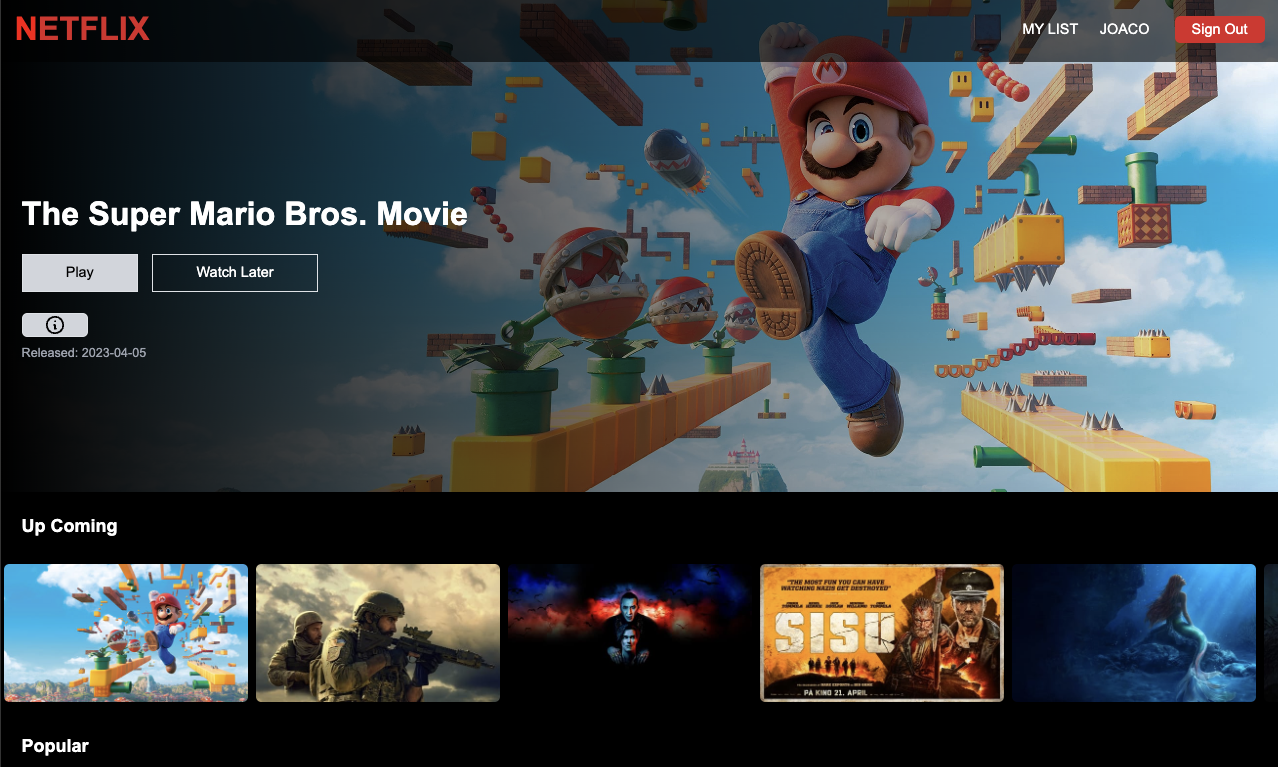 NETFLIX
MY LIST
JOACO
Sign Out
M
The Super Mario Bros. Movie
Play
Watch Later
Released: 2023-04-05
Up Coming
"THE MOST FUN YOU CAN HAVE
WATCHING NAZIS GET DESTROYED"
SISU
PÅ KINO 21. APRIL
Popular